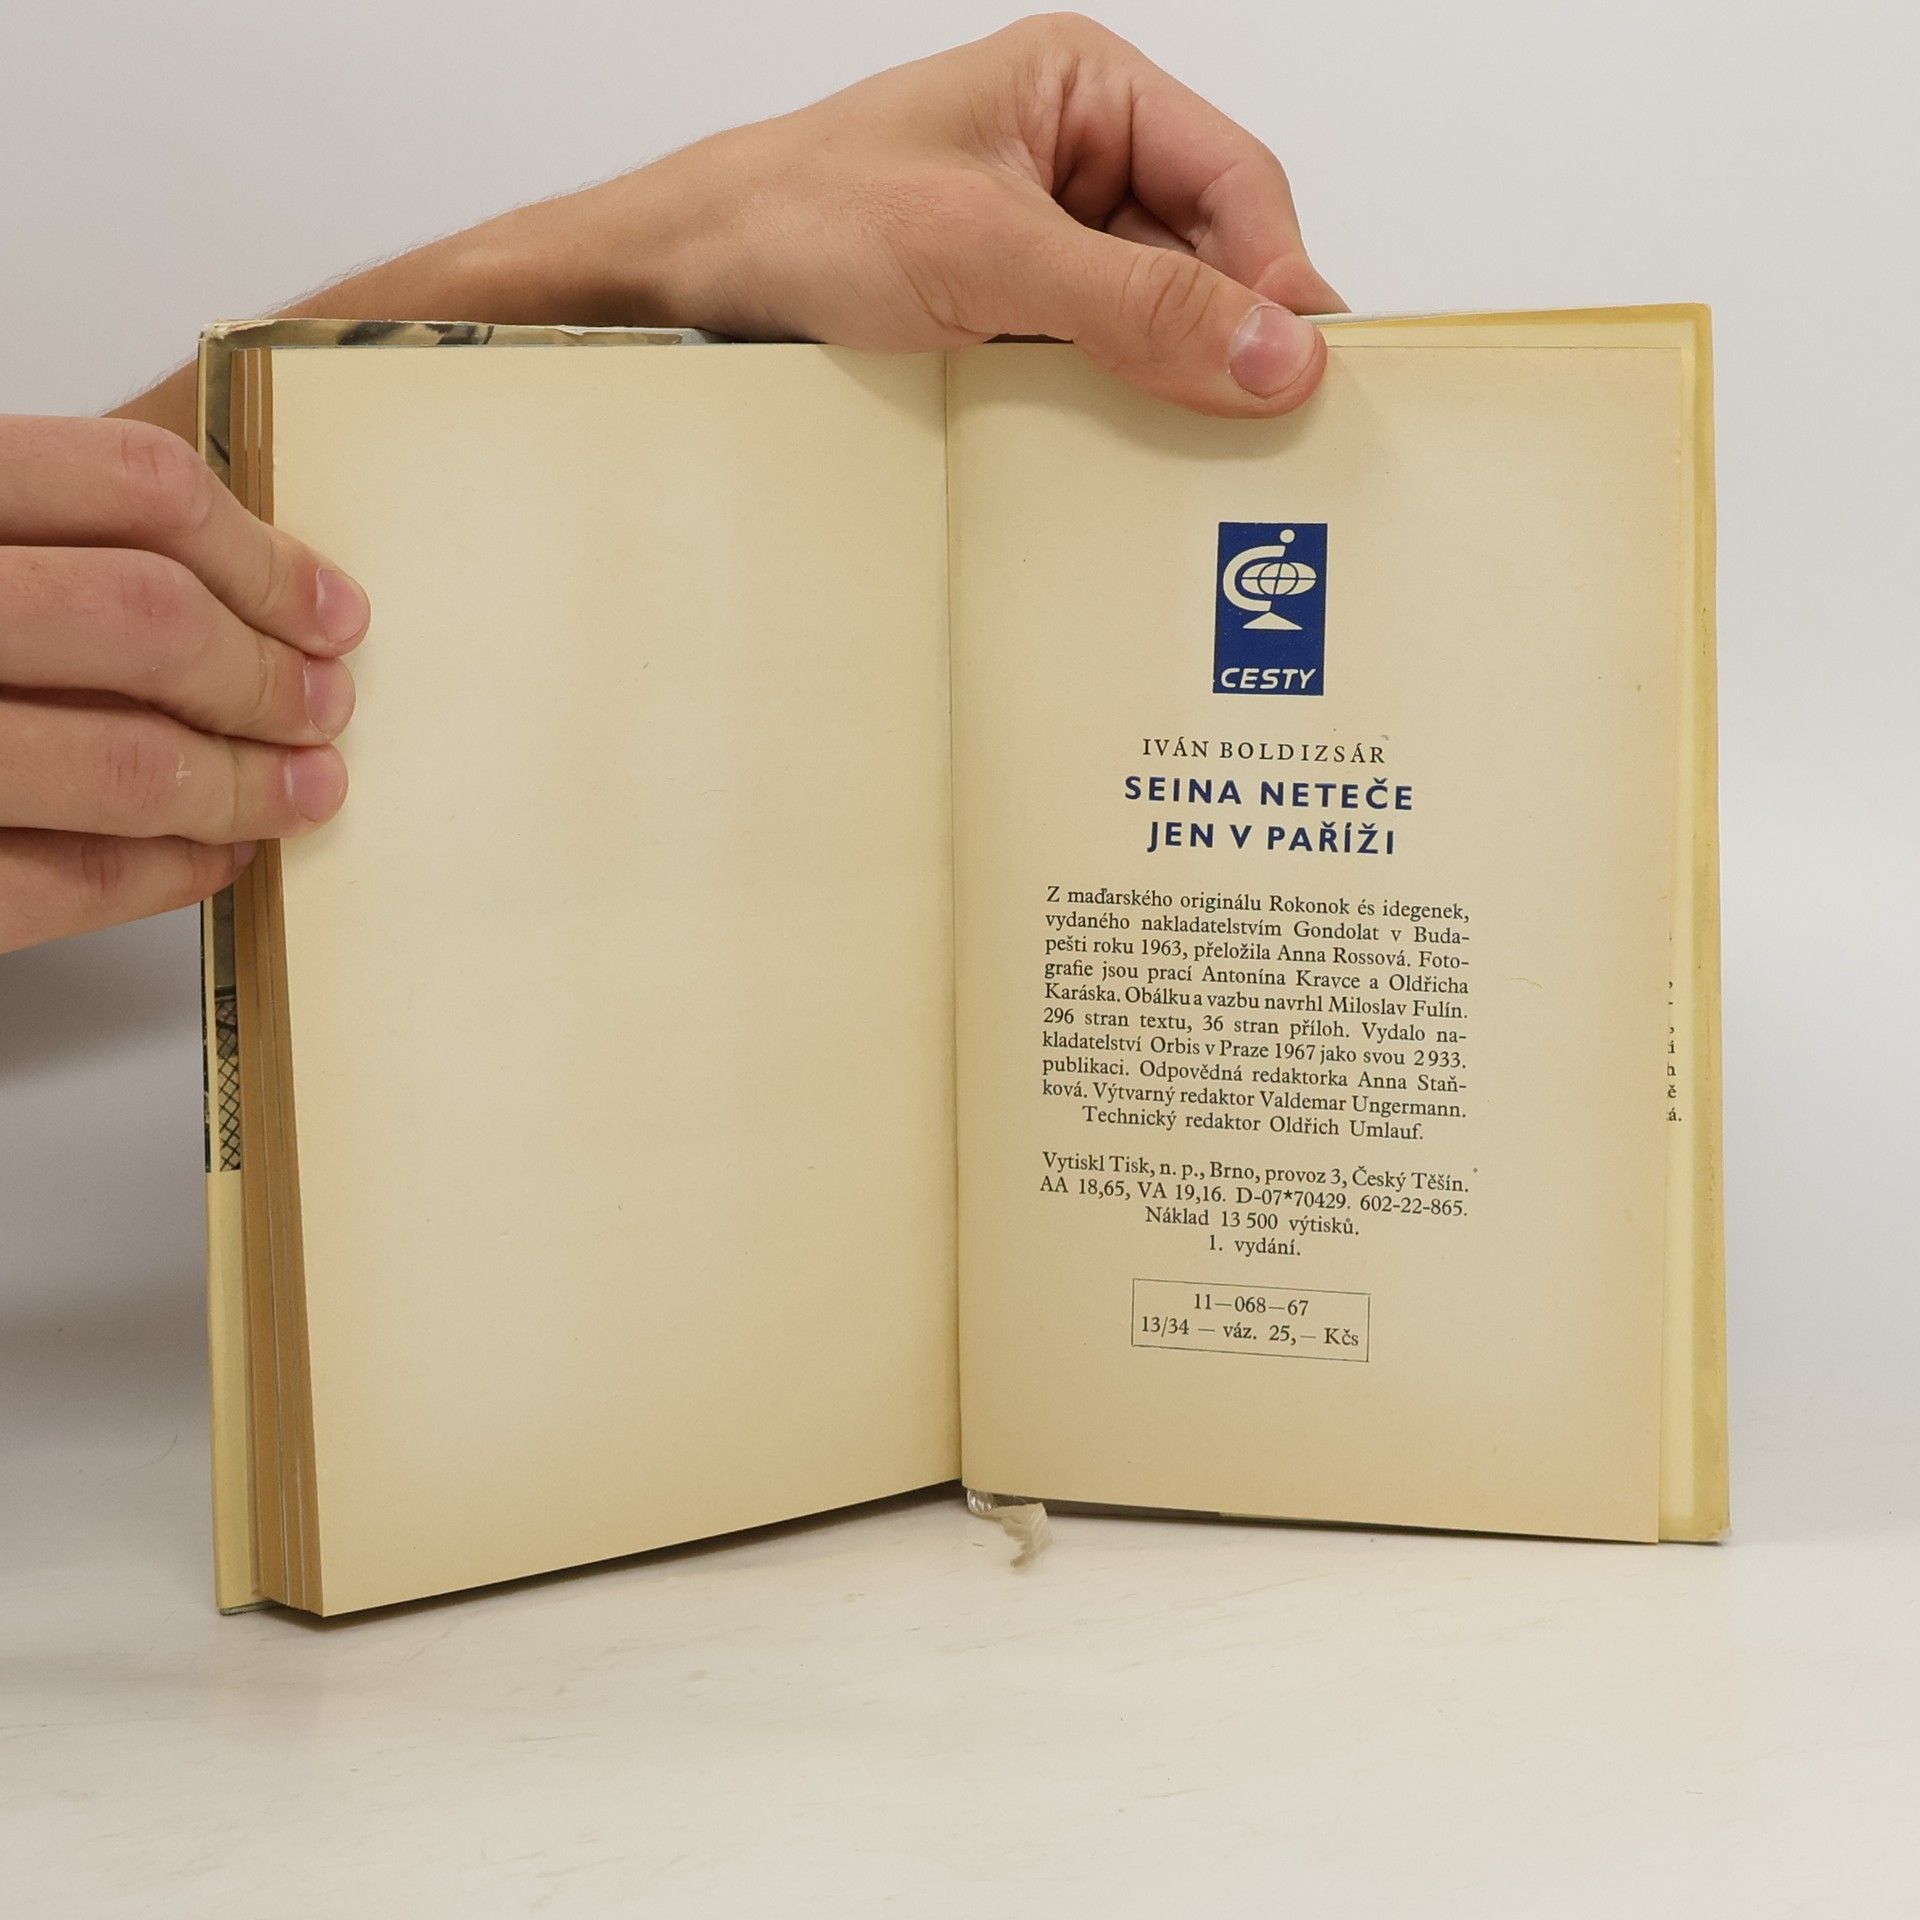 CESTY
IVÁN BOLDIZSÁR
SEINA NETEČE
JEN V PAŘÍŽI
Z maďarského originálu Rokonok és idegenek,
vydaného nakladatelstvím Gondolat v Buda-
pešti roku 1963, přeložila Anna Rossová. Foto-
grafie jsou prací Antonína Kravce a Oldřicha
Karáska. Obálku a vazbu navrhl Miloslav Fulín.
296 stran textu, 36 stran příloh. Vydalo na-
kladatelství Orbis v Praze 1967 jako svou 2933.
publikaci. Odpovědná redaktorka Anna Staň-
ková. Výtvarný redaktor Valdemar Ungermann.
Technický redaktor Oldřich Umlauf.
Vytiskl Tisk, n. p., Brno, provoz 3, Český Těšín.
AA 18,65, VA 19,16. D-07*70429. 602-22-865.
Náklad 13 500 výtisků.
1. vydání.
11—068—67
13/34 — váz. 25,— Kčs